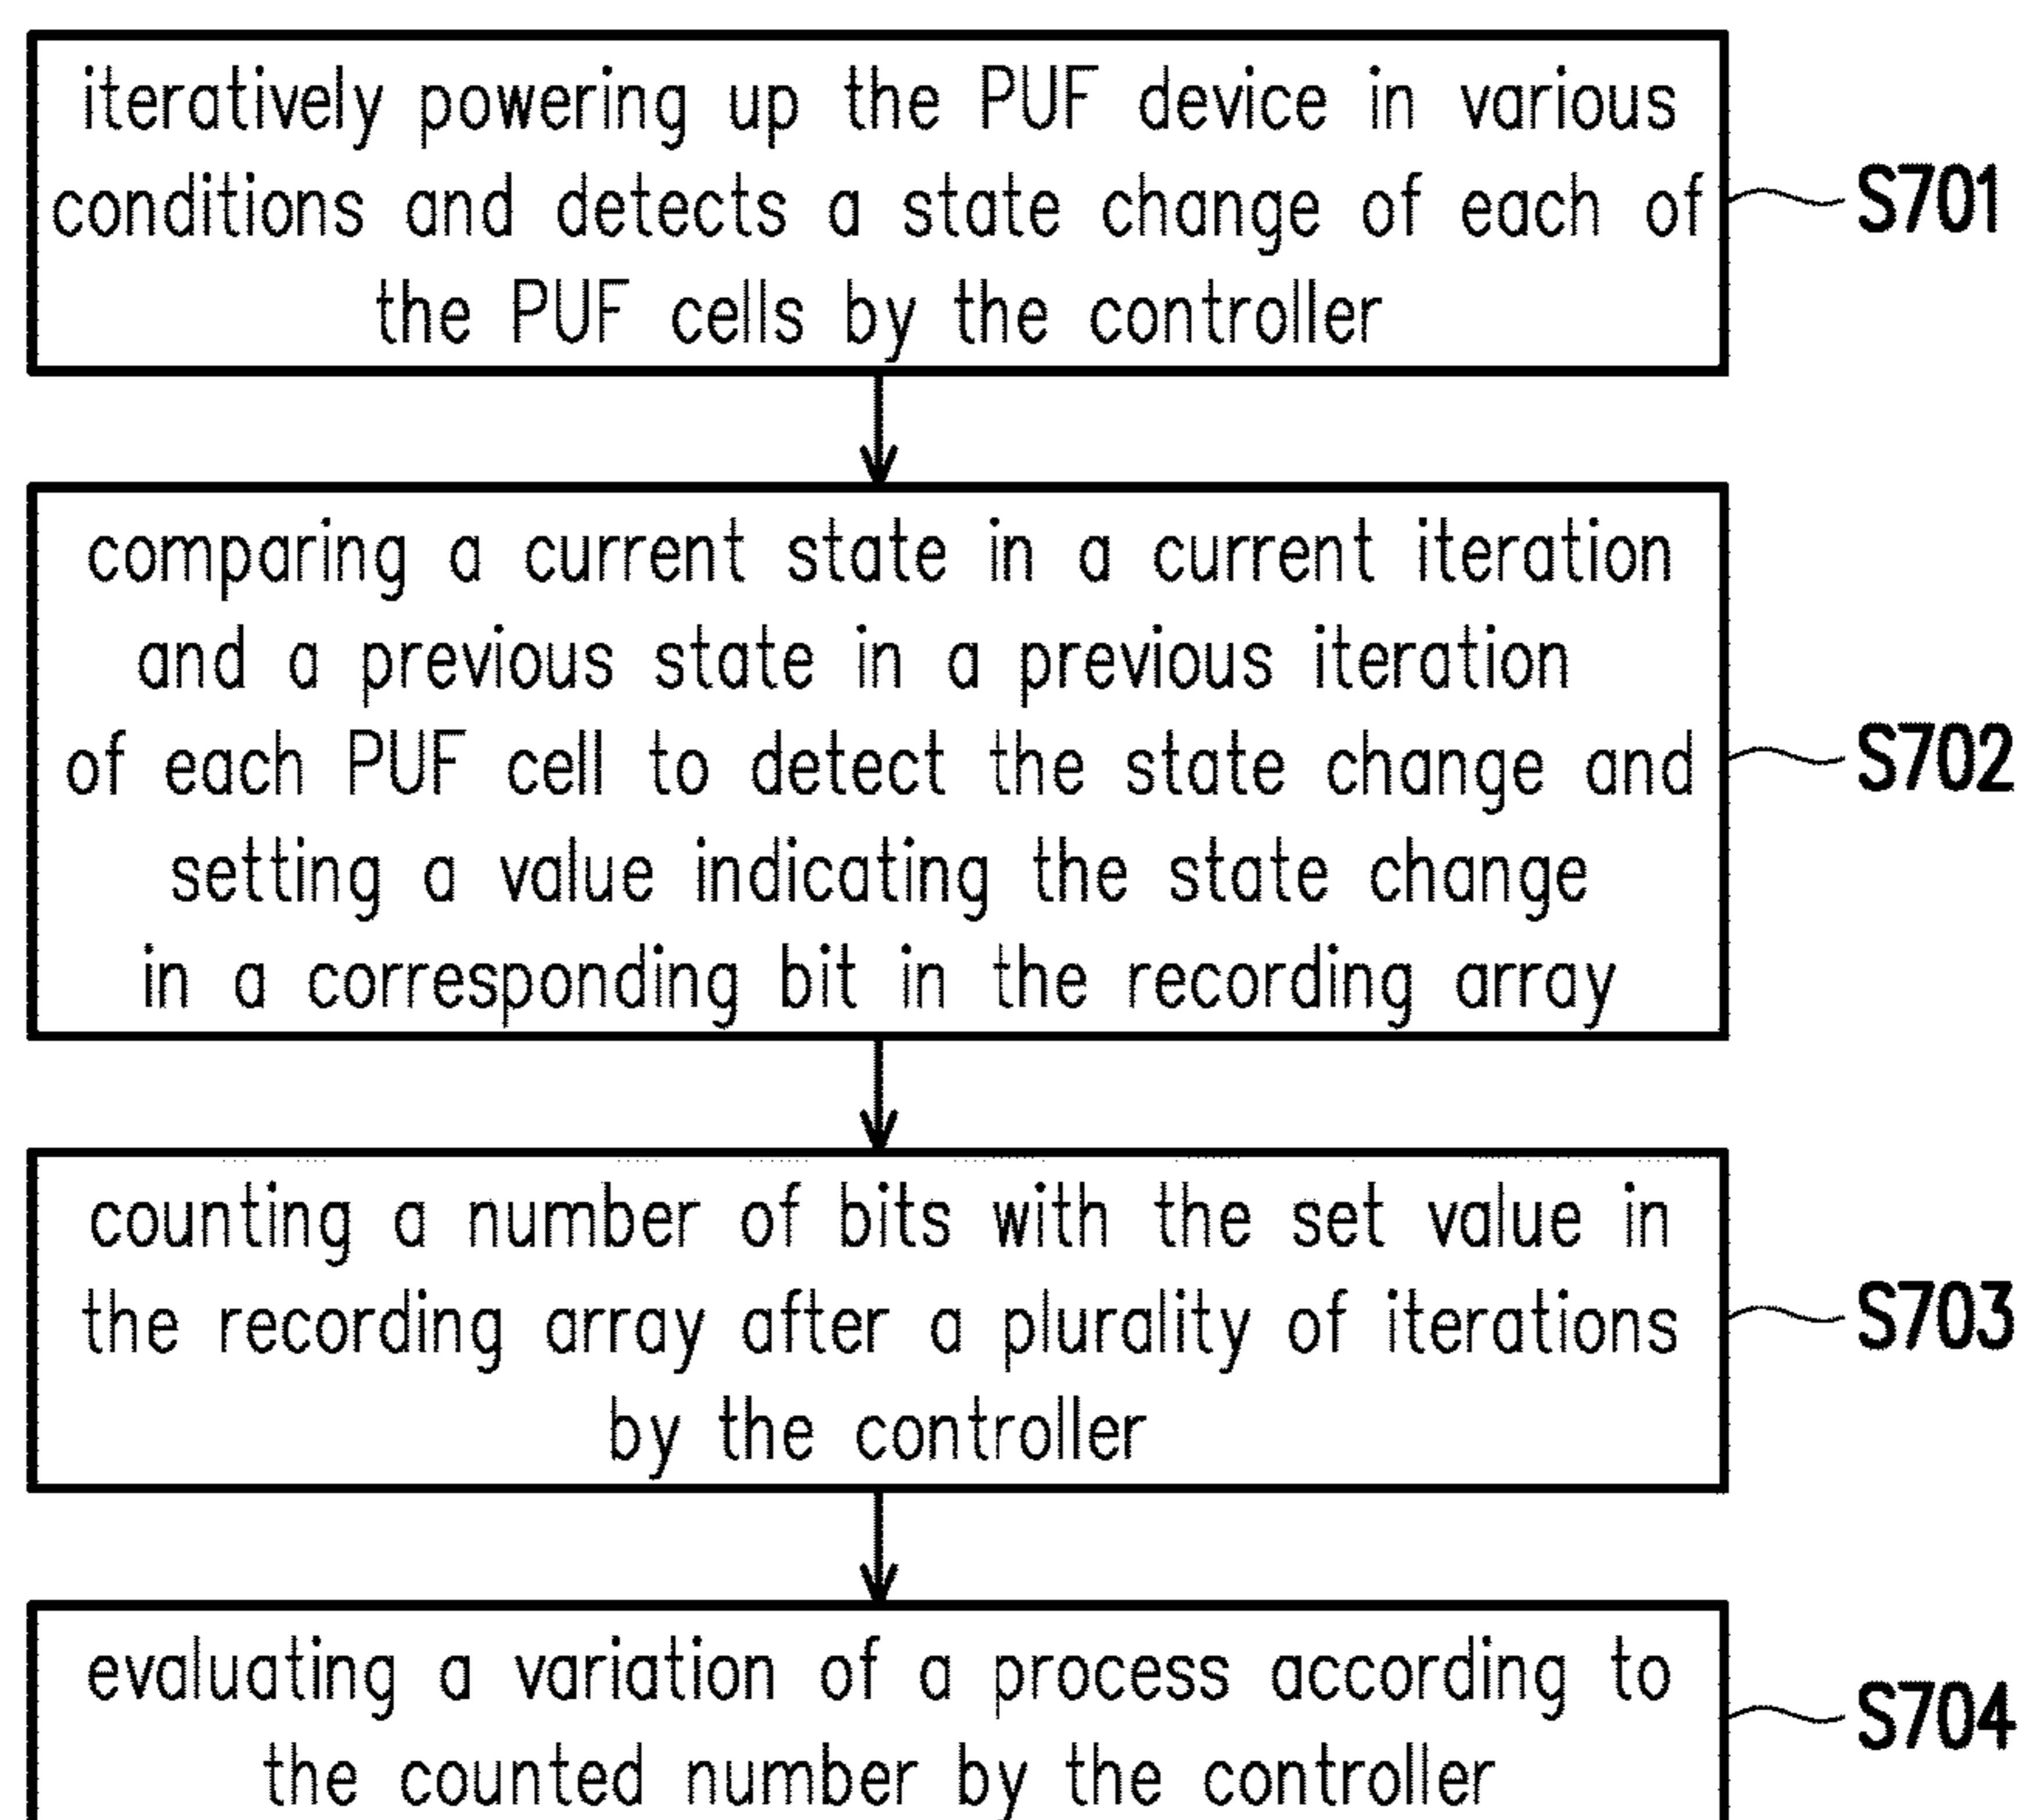 iteratively powering up the PUF device in various
conditions and detects a state change of each of
the PUF cells by the controller
S701
comparing a current state in a current iteration
and a previous state in a previous iteration
of each PUF cell to detect the state change and
setting a value indicating the state change
in a corresponding bit in the recording array
S702
counting a number of bits with the set value in
the recording array after a plurality of iterations
by the controller
S703
evaluating a variation of a process according to
the counted number by the controller
S704